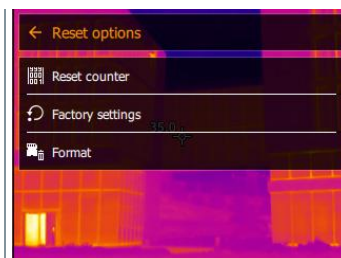 ← Reset options
Reset counter
Factory settings
35.0
Format